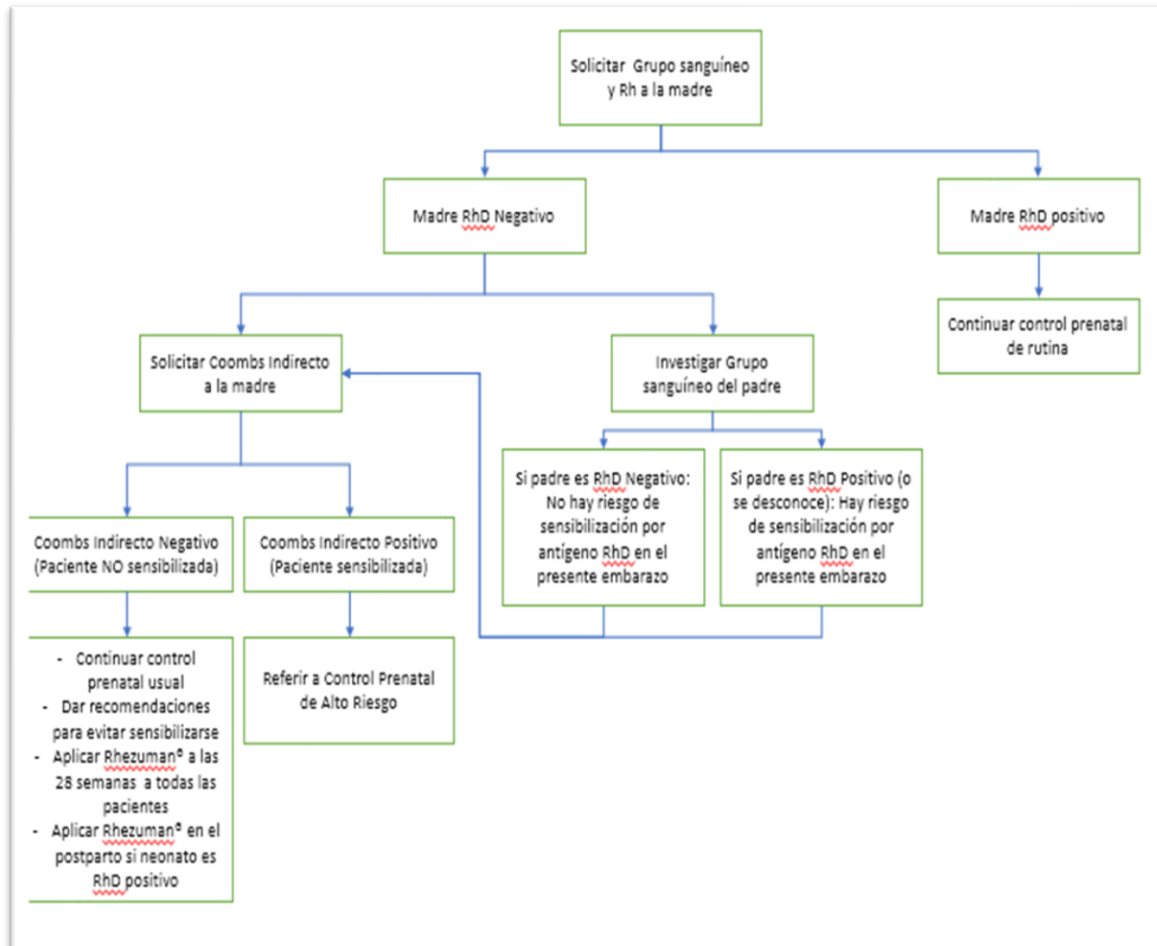 Solicitar Grupo sanguíneo
y Rh a la madre
Madre RhD Negativo
Madre RhD positivo
Continuar control prenatal
de rutina
Solicitar Coombs Indirecto
a la madre
Investigar Grupo
sanguíneo del padre
Si padre es RhD Negativo:
No hay riesgo de
sensibilización por
antígeno RhD en el
presente embarazo
Si padre es RhD Positivo (o
se desconoce): Hay riesgo
de sensibilización por
antígeno RhD en el
presente embarazo
Coombs Indirecto Negativo
(Paciente NO sensibilizada)
Coombs Indirecto Positivo
(Paciente sensibilizada)
- Continuar control
prenatal usual
- Dar recomendaciones
para evitar sensibilizarse
- Aplicar Rhezuman® a las
28 semanas a todas las
pacientes
- Aplicar Rhezuman® en el
postparto si neonato es
RhD positivo
Referir a Control Prenatal
de Alto Riesgo